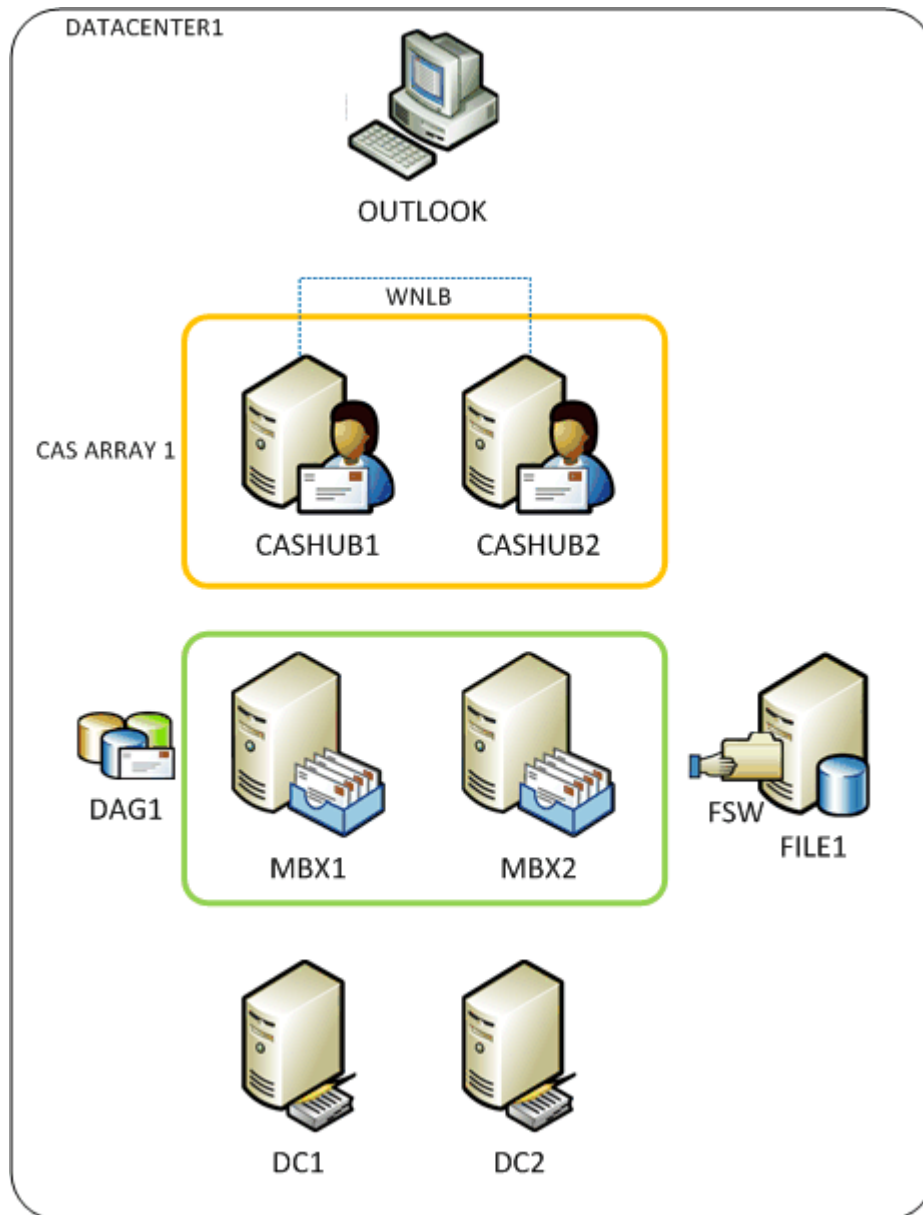 DATACENTER1
OUTLOOK
WNLB
CAS ARRAY 1
CASHUB1
CASHUB2
DAG1
MBX1
MBX2
FSW
FILE1
DC1
DC2